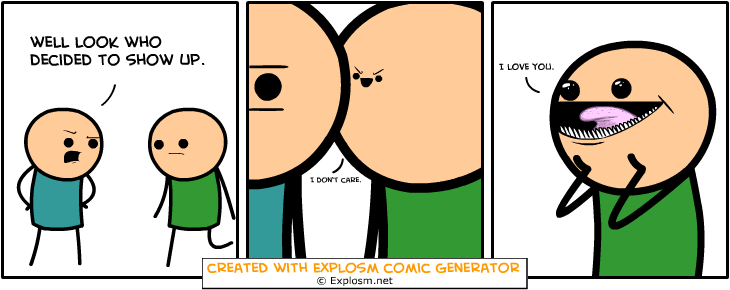 WELL LOOK WHO
DECIDED TO SHOW UP.
I DON'T CARE.
I LOVE YOU.
CREATED WITH EXPLOSM COMIC GENERATOR
© Explosm.net